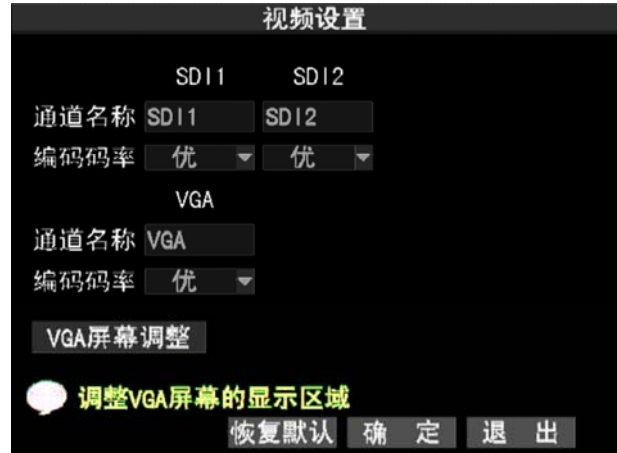 视频设置
SDI1 SDI2
通道名称 SDI1 SDI2
编码码率 优 优
VGA
通道名称 VGA
编码码率 优
VGA屏幕调整
调整VGA屏幕的显示区域
恢复默认 确 定 退 出